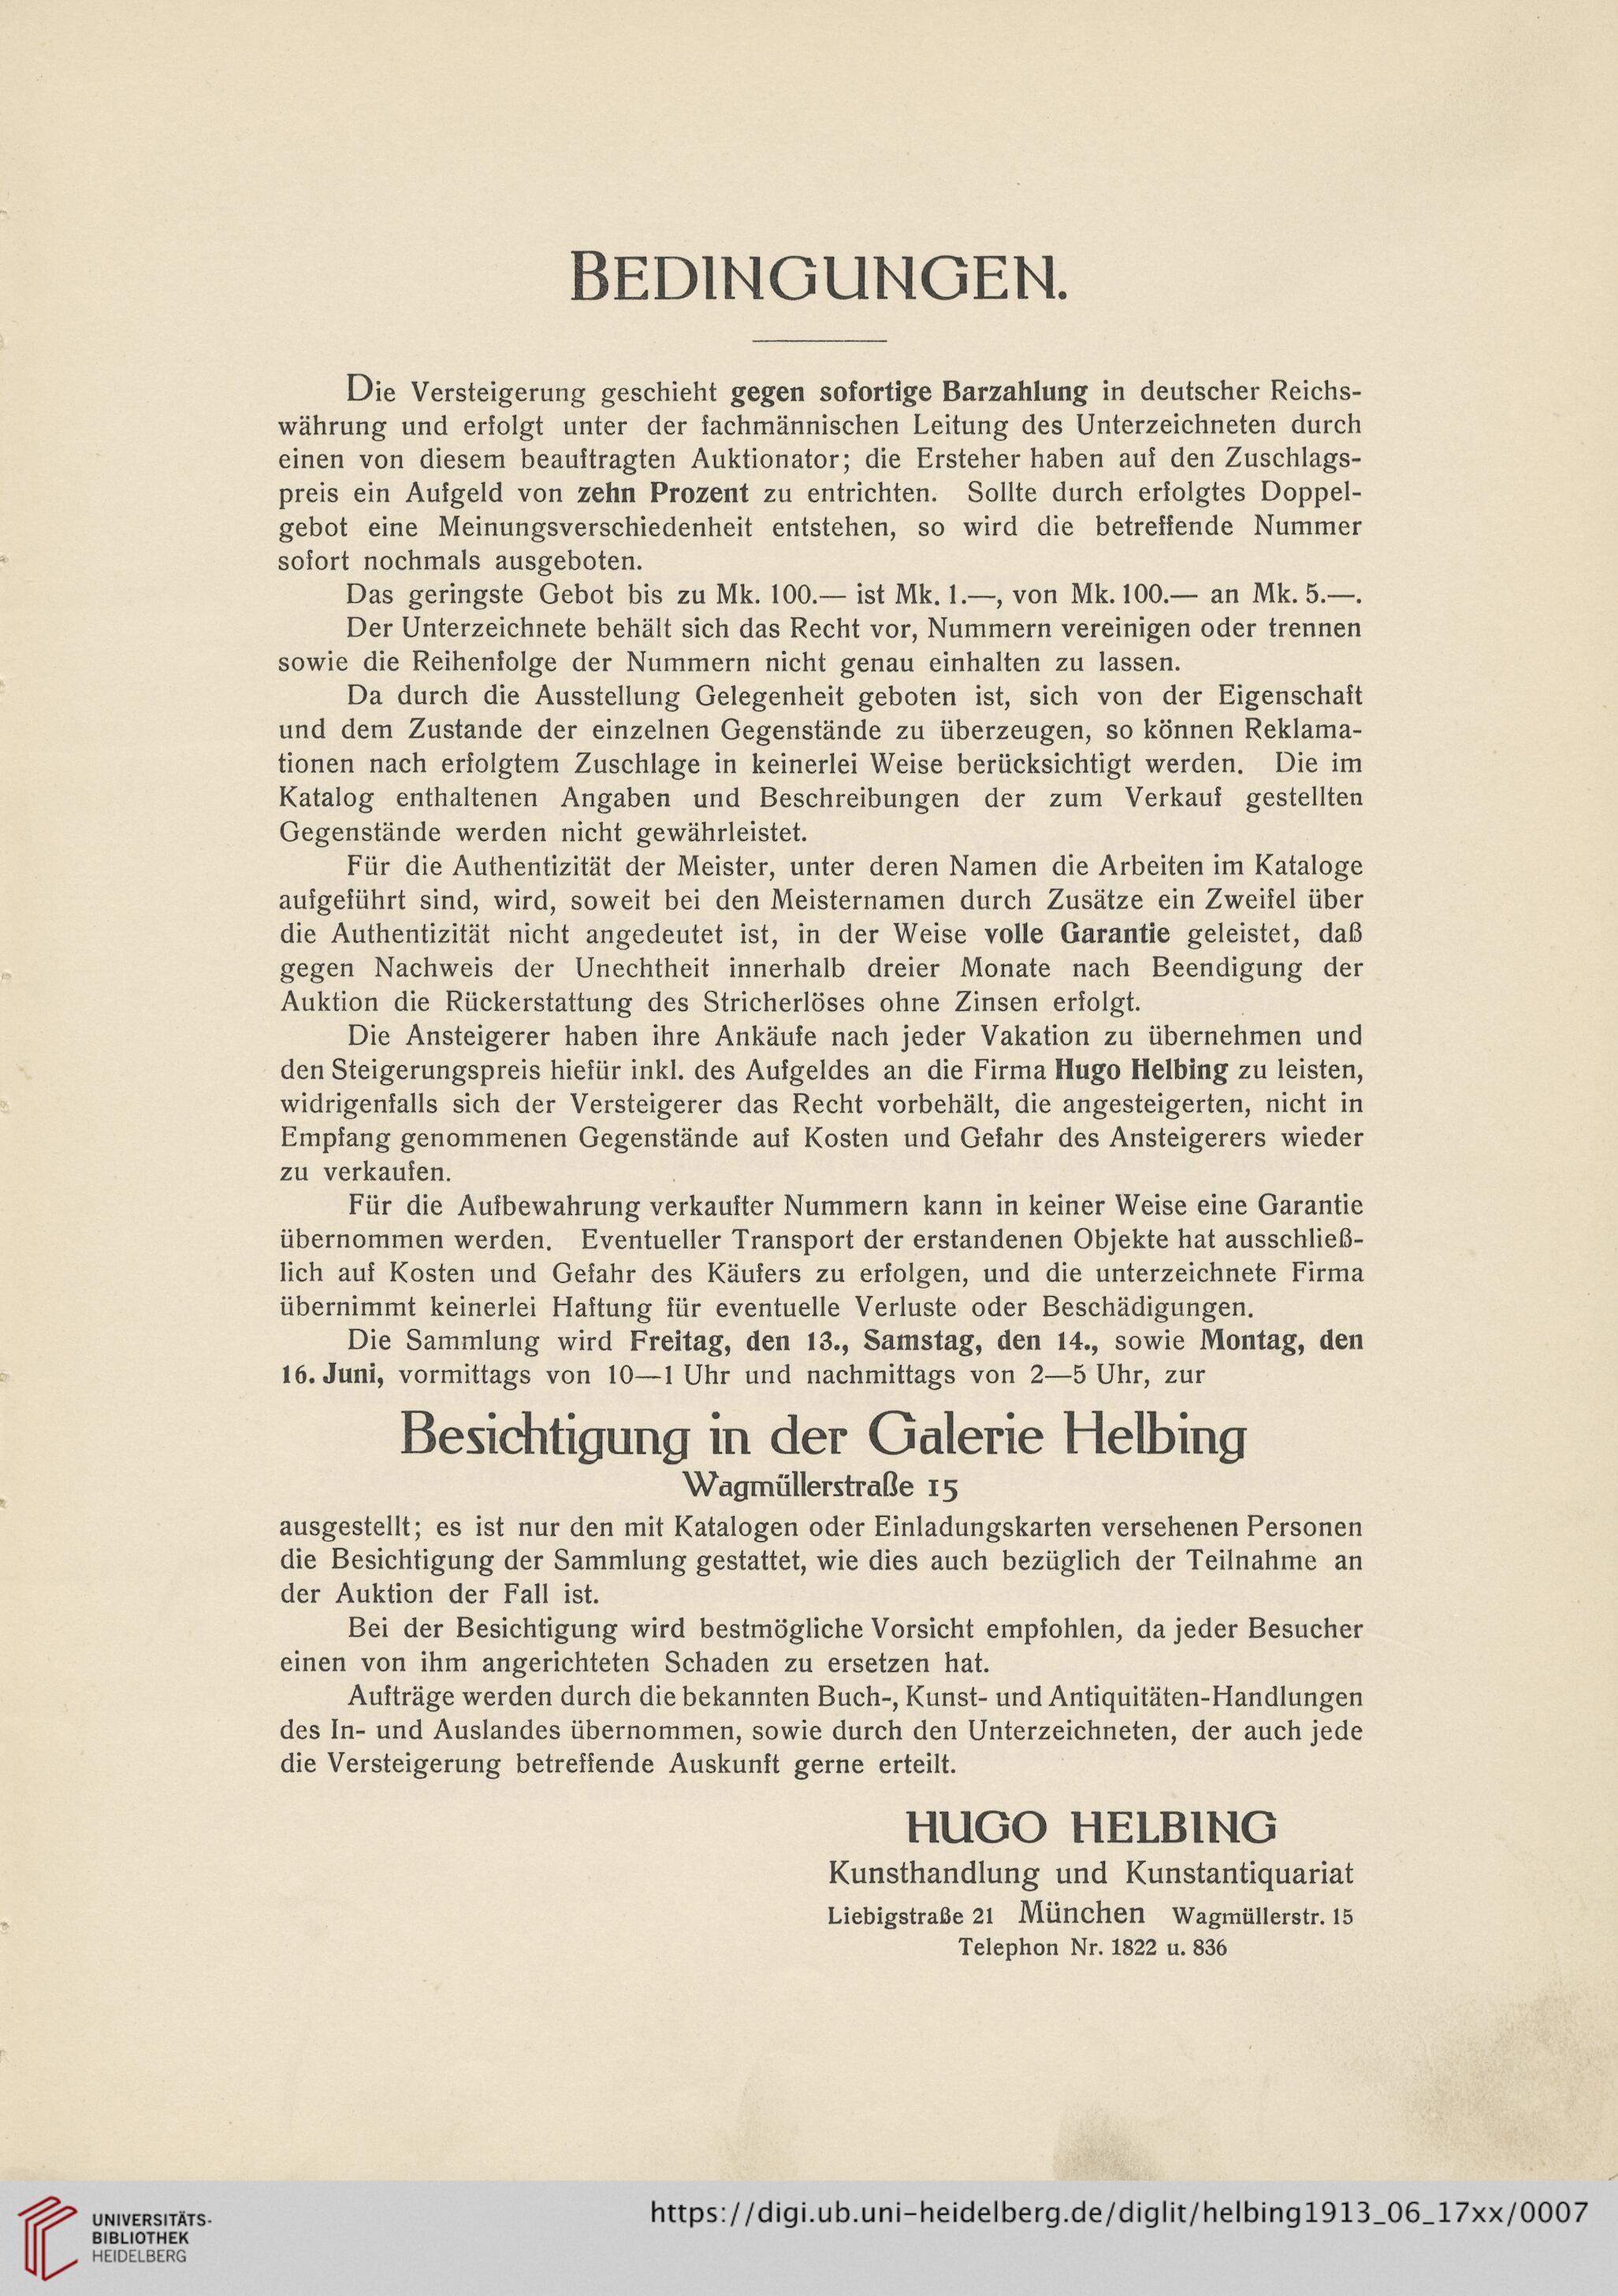 BEDINGUNGEN.
Die Versteigerung geschieht gegen sofortige Barzahlung in deutscher Reichs-
währung und erfolgt unter der fachmännischen Leitung des Unterzeichneten durch
einen von diesem beauftragten Auktionator; die Ersteher haben auf den Zuschlags-
preis ein Aufgeld von zehn Prozent zu entrichten. Sollte durch erfolgtes Doppel-
gebot eine Meinungsverschiedenheit entstehen, so wird die betreffende Nummer
sofort nochmals ausgeboten.
Das geringste Gebot bis zu Mk. 100.— ist Mk. 1.—, von Mk. 100.— an Mk. 5.—.
Der Unterzeichnete behält sich das Recht vor, Nummern vereinigen oder trennen
sowie die Reihenfolge der Nummern nicht genau einhalten zu lassen.
Da durch die Ausstellung Gelegenheit geboten ist, sich von der Eigenschaft
und dem Zustande der einzelnen Gegenstände zu überzeugen, so können Reklama-
tionen nach erfolgtem Zuschlage in keinerlei Weise berücksichtigt werden. Die im
Katalog enthaltenen Angaben und Beschreibungen der zum Verkauf gestellten
Gegenstände werden nicht gewährleistet.
Für die Authentizität der Meister, unter deren Namen die Arbeiten im Kataloge
aufgeführt sind, wird, soweit bei den Meisternamen durch Zusätze ein Zweifel über
die Authentizität nicht angedeutet ist, in der Weise volle Garantie geleistet, daß
gegen Nachweis der Unechtheit innerhalb dreier Monate nach Beendigung der
Auktion die Rückerstattung des Stricherlöses ohne Zinsen erfolgt.
Die Ansteigerer haben ihre Ankäufe nach jeder Vakation zu übernehmen und
den Steigerungspreis hiefür inkl. des Aufgeldes an die Firma Hugo Helbing zu leisten,
widrigenfalls sich der Versteigerer das Recht vorbehält, die angesteigerten, nicht in
Empfang genommenen Gegenstände auf Kosten und Gefahr des Ansteigerers wieder
zu verkaufen.
Für die Aufbewahrung verkaufter Nummern kann in keiner Weise eine Garantie
übernommen werden. Eventueller Transport der erstandenen Objekte hat ausschließ-
lich auf Kosten und Gefahr des Käufers zu erfolgen, und die unterzeichnete Firma
übernimmt keinerlei Haftung für eventuelle Verluste oder Beschädigungen.
Die Sammlung wird Freitag, den 13., Samstag, den 14., sowie Montag, den
16. Juni, vormittags von 10—1 Uhr und nachmittags von 2—5 Uhr, zur
Besichtigung in der Galerie Helbing
Wagmüllerstraße 15
ausgestellt; es ist nur den mit Katalogen oder Einladungskarten versehenen Personen
die Besichtigung der Sammlung gestattet, wie dies auch bezüglich der Teilnahme an
der Auktion der Fall ist.
Bei der Besichtigung wird bestmögliche Vorsicht empfohlen, da jeder Besucher
einen von ihm angerichteten Schaden zu ersetzen hat.
Aufträge werden durch die bekannten Buch-, Kunst- und Antiquitäten-Handlungen
des In- und Auslandes übernommen, sowie durch den Unterzeichneten, der auch jede
die Versteigerung betreffende Auskunft gerne erteilt.
HUGO HELBING
Kunsthandlung und Kunstantiquariat
Liebigstraße 21 München Wagmüllerstr. 15
Telephon Nr. 1822 u. 836
UNIVERSITÄTS-
BIBLIOTHEK
HEIDELBERG
https://digi.ub.uni-heidelberg.de/diglit/helbing1913_06_17xx/0007